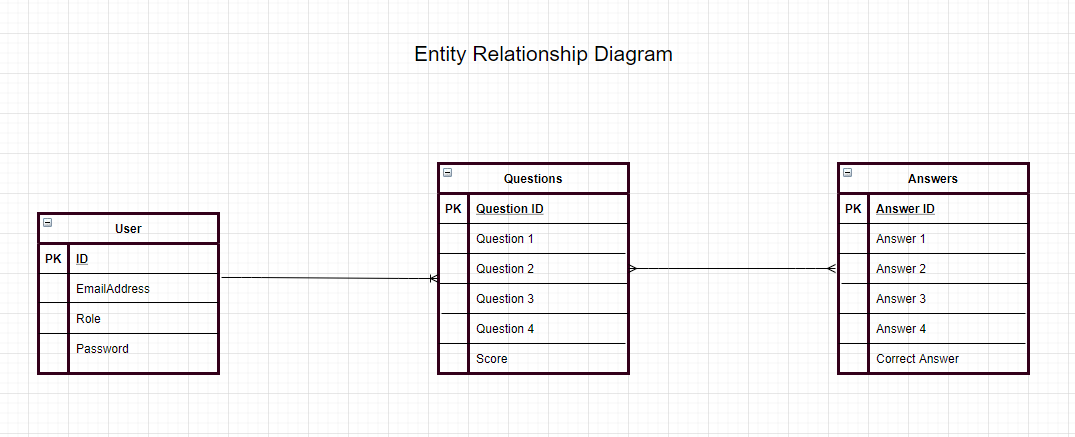 Entity Relationship Diagram
User
PK ID
EmailAddress
Role
Password
Questions
PK Question ID
Question 1
Question 2
Question 3
Question 4
Score
Answers
PK Answer ID
Answer 1
Answer 2
Answer 3
Answer 4
Correct Answer